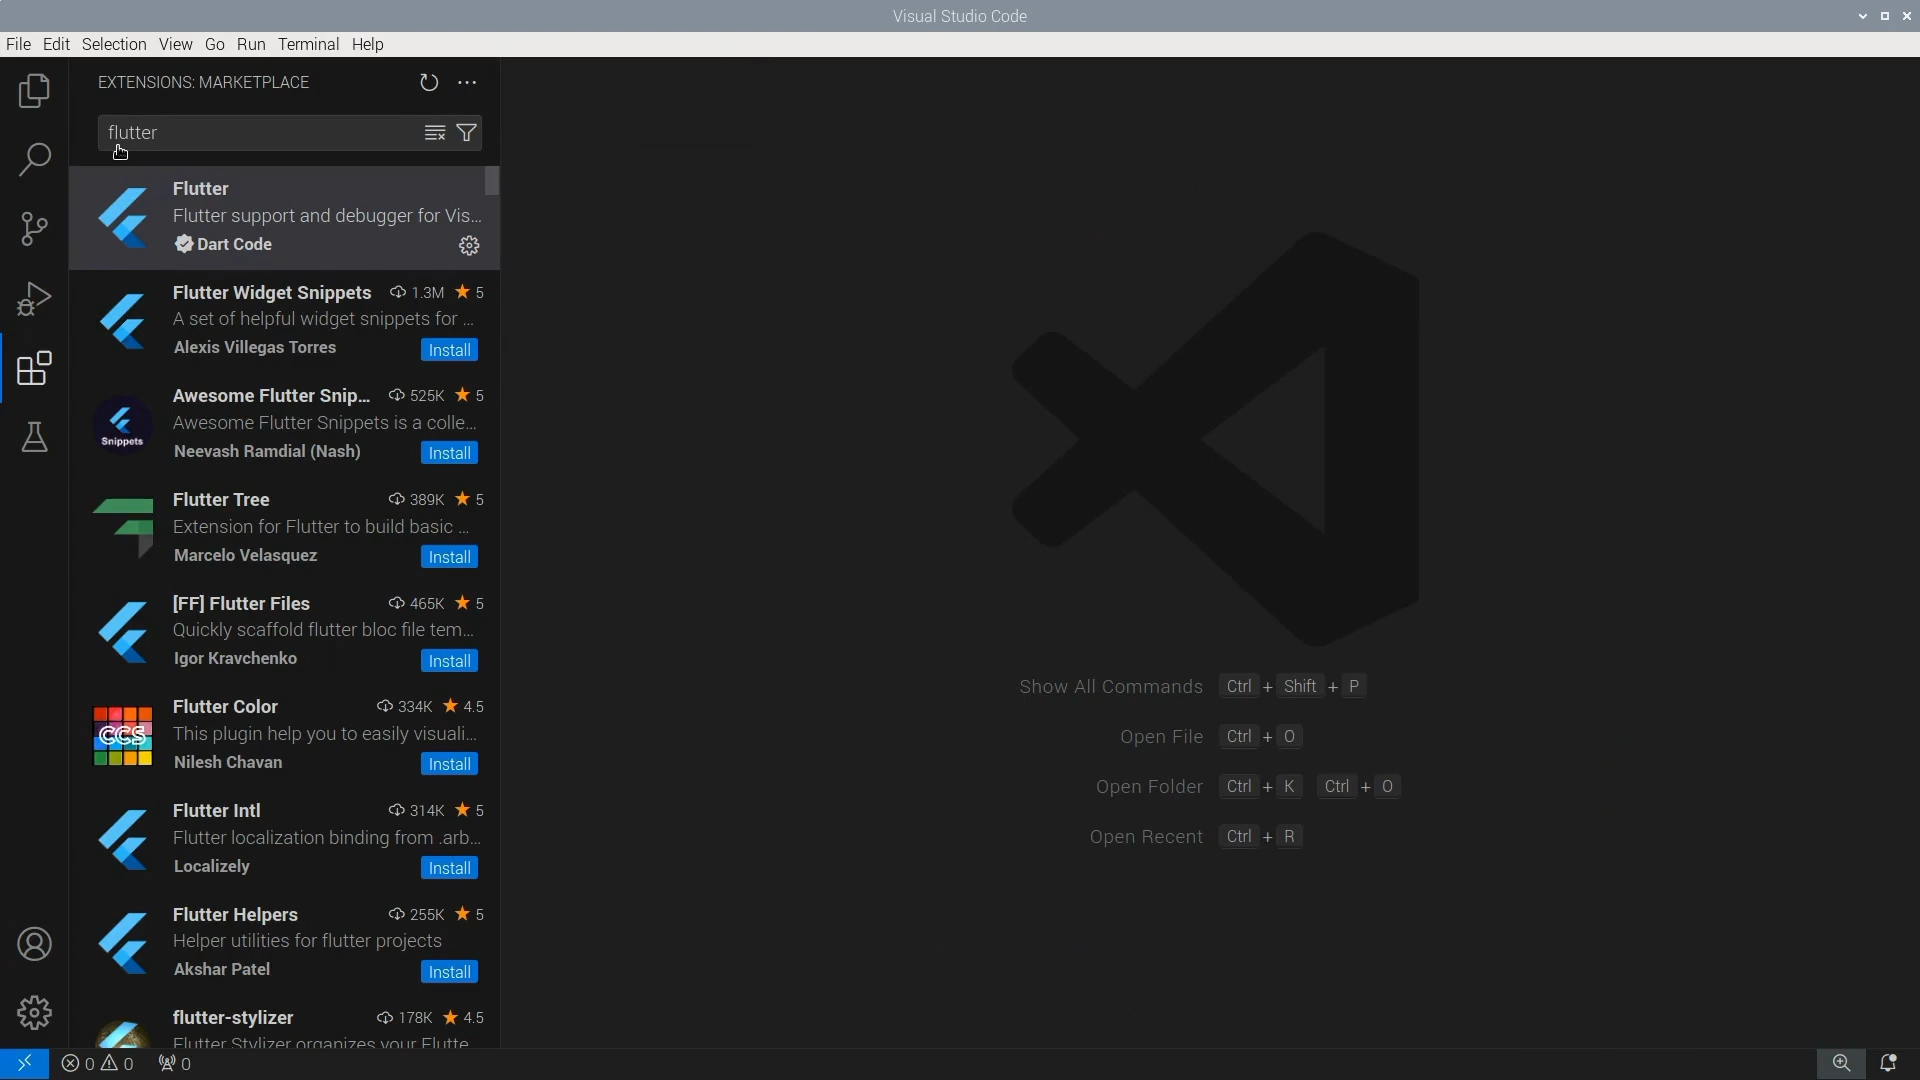 Visual Studio Code
File Edit Selection View Go Run Terminal Help
EXTENSIONS: MARKETPLACE
flutter
Flutter
Flutter support and debugger for Vis...
Dart Code
Flutter Widget Snippets 1.3M 5
A set of helpful widget snippets for ...
Alexis Villegas Torres Install
Awesome Flutter Snip... 525K 5
Awesome Flutter Snippets is a colle...
Snippets
Neevash Ramdial (Nash) Install
Flutter Tree 389K 5
Extension for Flutter to build basic ...
Marcelo Velasquez Install
[FF] Flutter Files 465K 5
Quickly scaffold flutter bloc file tem...
Igor Kravchenko Install
Flutter Color 334K 4.5
This plugin help you to easily visuali...
CCS
Nilesh Chavan Install
Flutter Intl 314K 5
Flutter localization binding from .arb...
Localizely Install
Flutter Helpers 255K 5
Helper utilities for flutter projects
Akshar Patel Install
flutter-stylizer 178K 4.5
Flutter Stylizer organizes your Flutte...
Show All Commands Ctrl + Shift + P
Open File Ctrl + O
Open Folder Ctrl + K Ctrl + O
Open Recent Ctrl + R
0 0 0